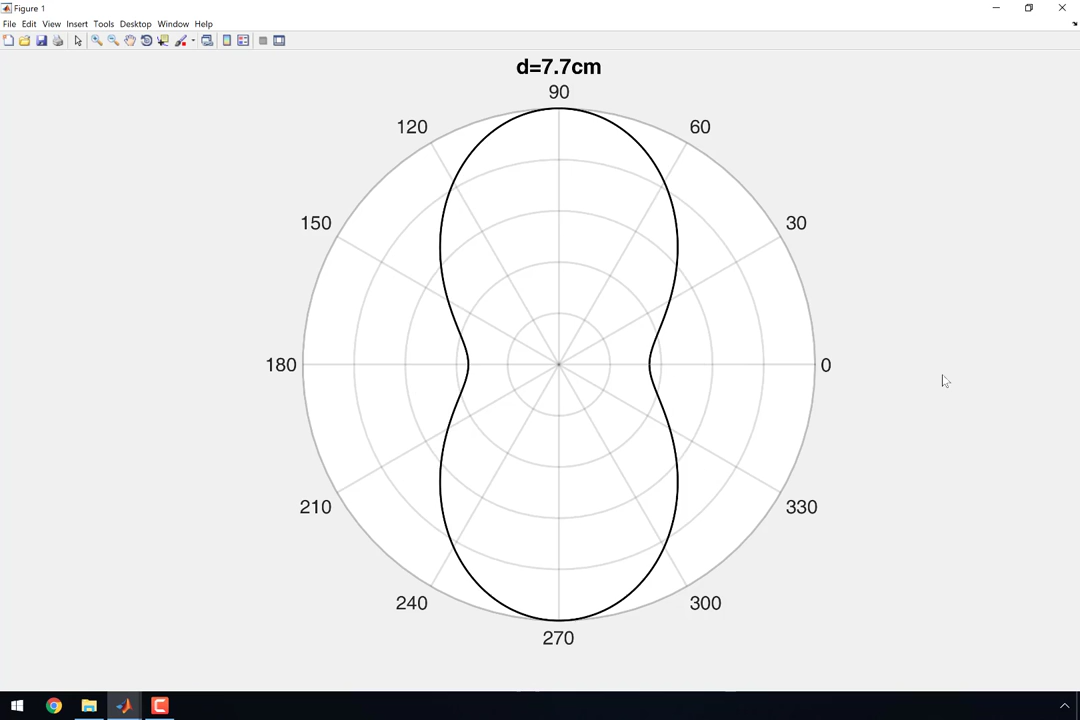 Figure 1
File Edit View Insert Tools Desktop Window Help
d=7.7cm
90
120 60
150 30
180 0
210 330
240 300
270